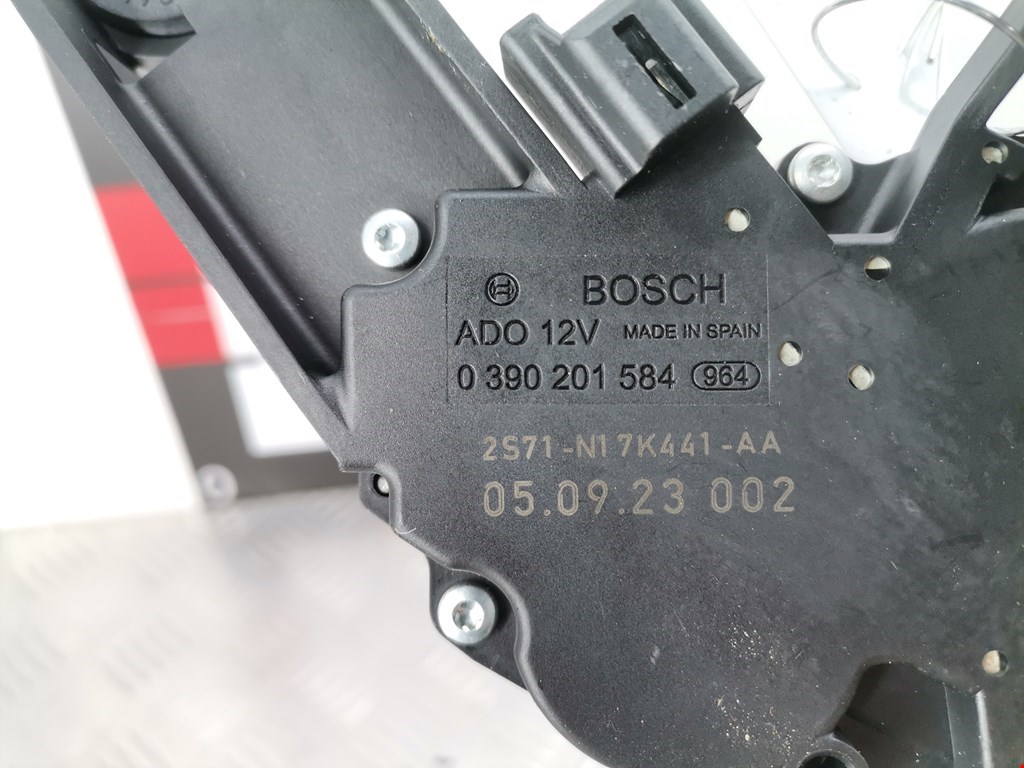 BOSCH
ADO 12V MADE IN SPAIN
0 390 201 584 964
2S71-N17K441-AA
05.09.23 002